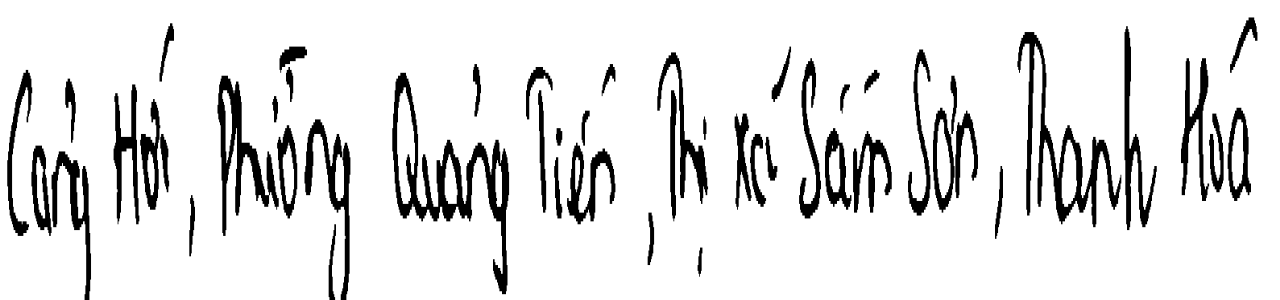 Cảng Hới, Phường Quảng Tiến, Thị xã Sầm Sơn, Thanh Hoá